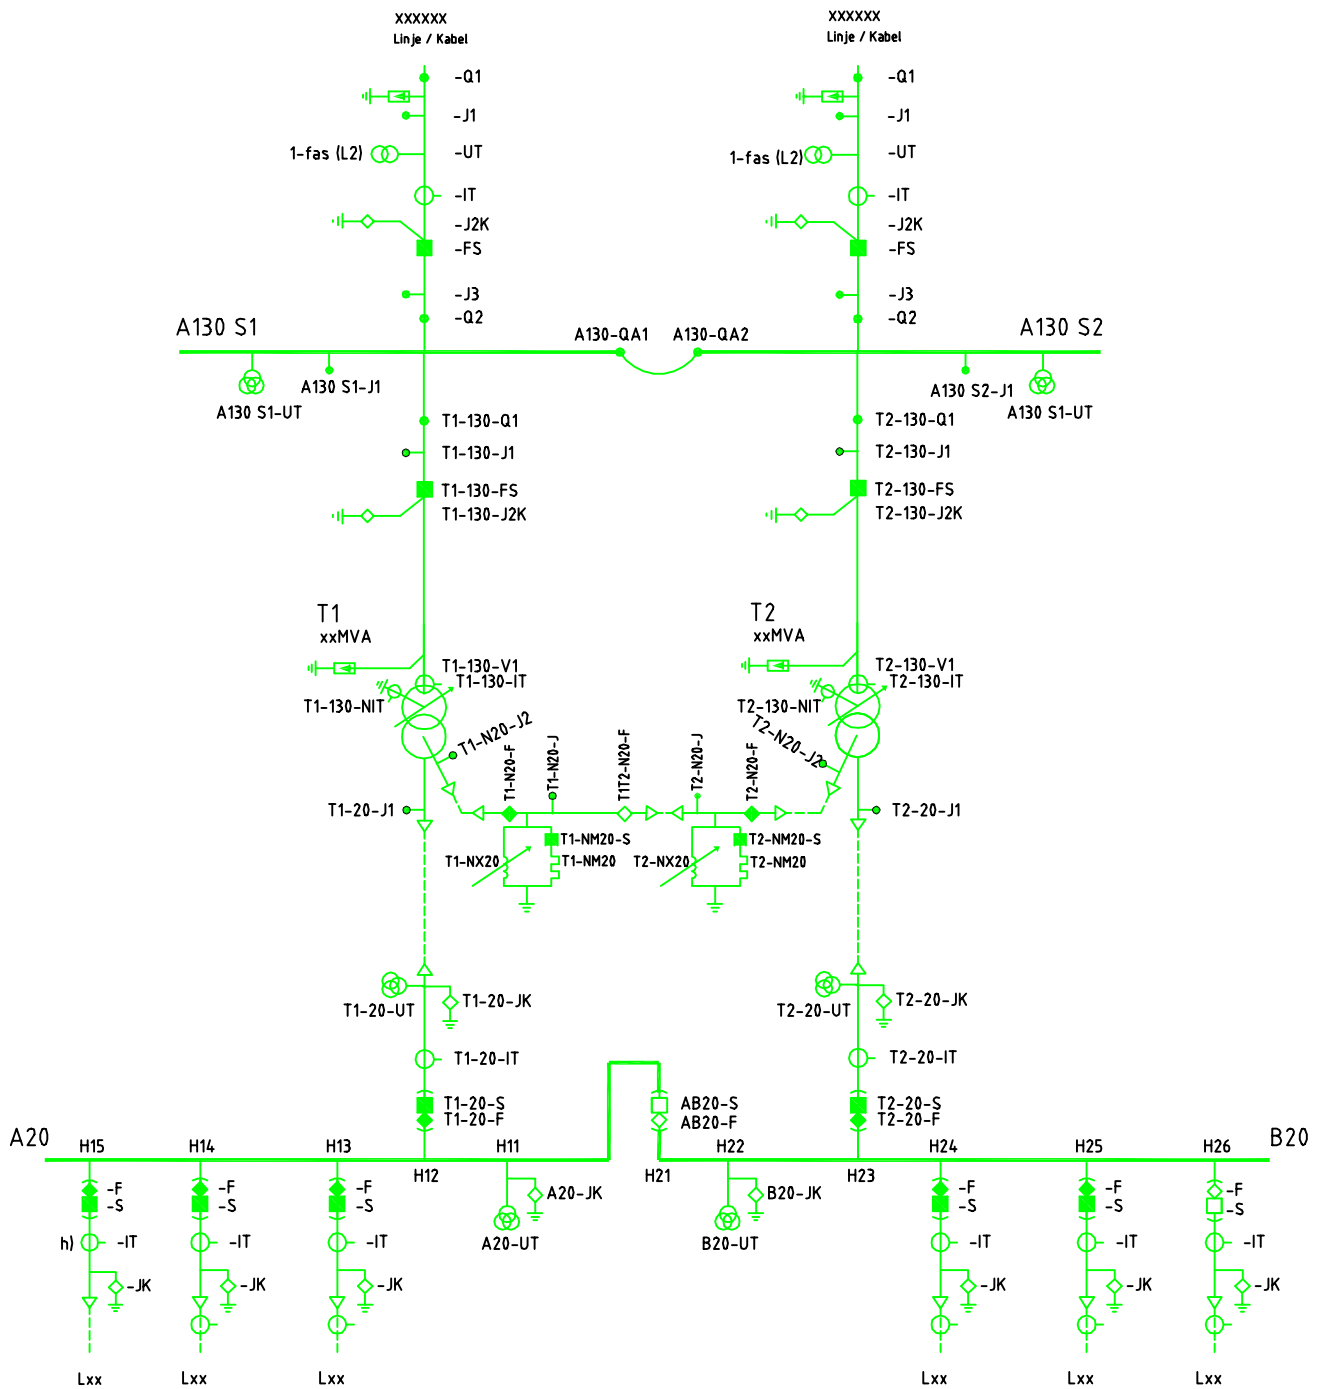 XXXXXX
Linje / Kabel
XXXXXX
Linje / Kabel
-Q1
-Q1
-J1
-J1
1-fas (L2)
-UT
1-fas (L2)
-UT
-IT
-IT
-J2K
-J2K
-FS
-FS
-J3
-J3
-Q2
-Q2
A130 S1
A130-QA1
A130-QA2
A130 S2
A130 S1-J1
A130 S2-J1
A130 S1-UT
A130 S1-UT
T1-130-Q1
T2-130-Q1
T1-130-J1
T2-130-J1
T1-130-FS
T2-130-FS
T1-130-J2K
T2-130-J2K
T1
xxMVA
T2
xxMVA
T1-130-V1
T2-130-V1
T1-130-IT
T2-130-IT
T1-130-NIT
T2-130-NIT
T1-N20-J2
T2-N20-J2
T1-N20-F
T1-N20-J
T1T2-N20-F
T2-N20-J
T2-N20-F
T1-20-J1
T2-20-J1
T1-NM20-S
T2-NM20-S
T1-NX20
T1-NM20
T2-NX20
T2-NM20
T1-20-UT
T1-20-JK
T2-20-UT
T2-20-JK
T1-20-IT
T2-20-IT
T1-20-S
AB20-S
T2-20-S
T1-20-F
AB20-F
T2-20-F
A20
H15
H14
H13
H11
H22
H24
H25
H26
B20
H12
H21
H23
-F
-F
-F
A20-JK
B20-JK
-F
-F
-F
-S
-S
-S
-S
-S
-S
h)
-IT
-IT
-IT
A20-UT
B20-UT
-IT
-IT
-IT
-JK
-JK
-JK
-JK
-JK
-JK
Lxx
Lxx
Lxx
Lxx
Lxx
Lxx